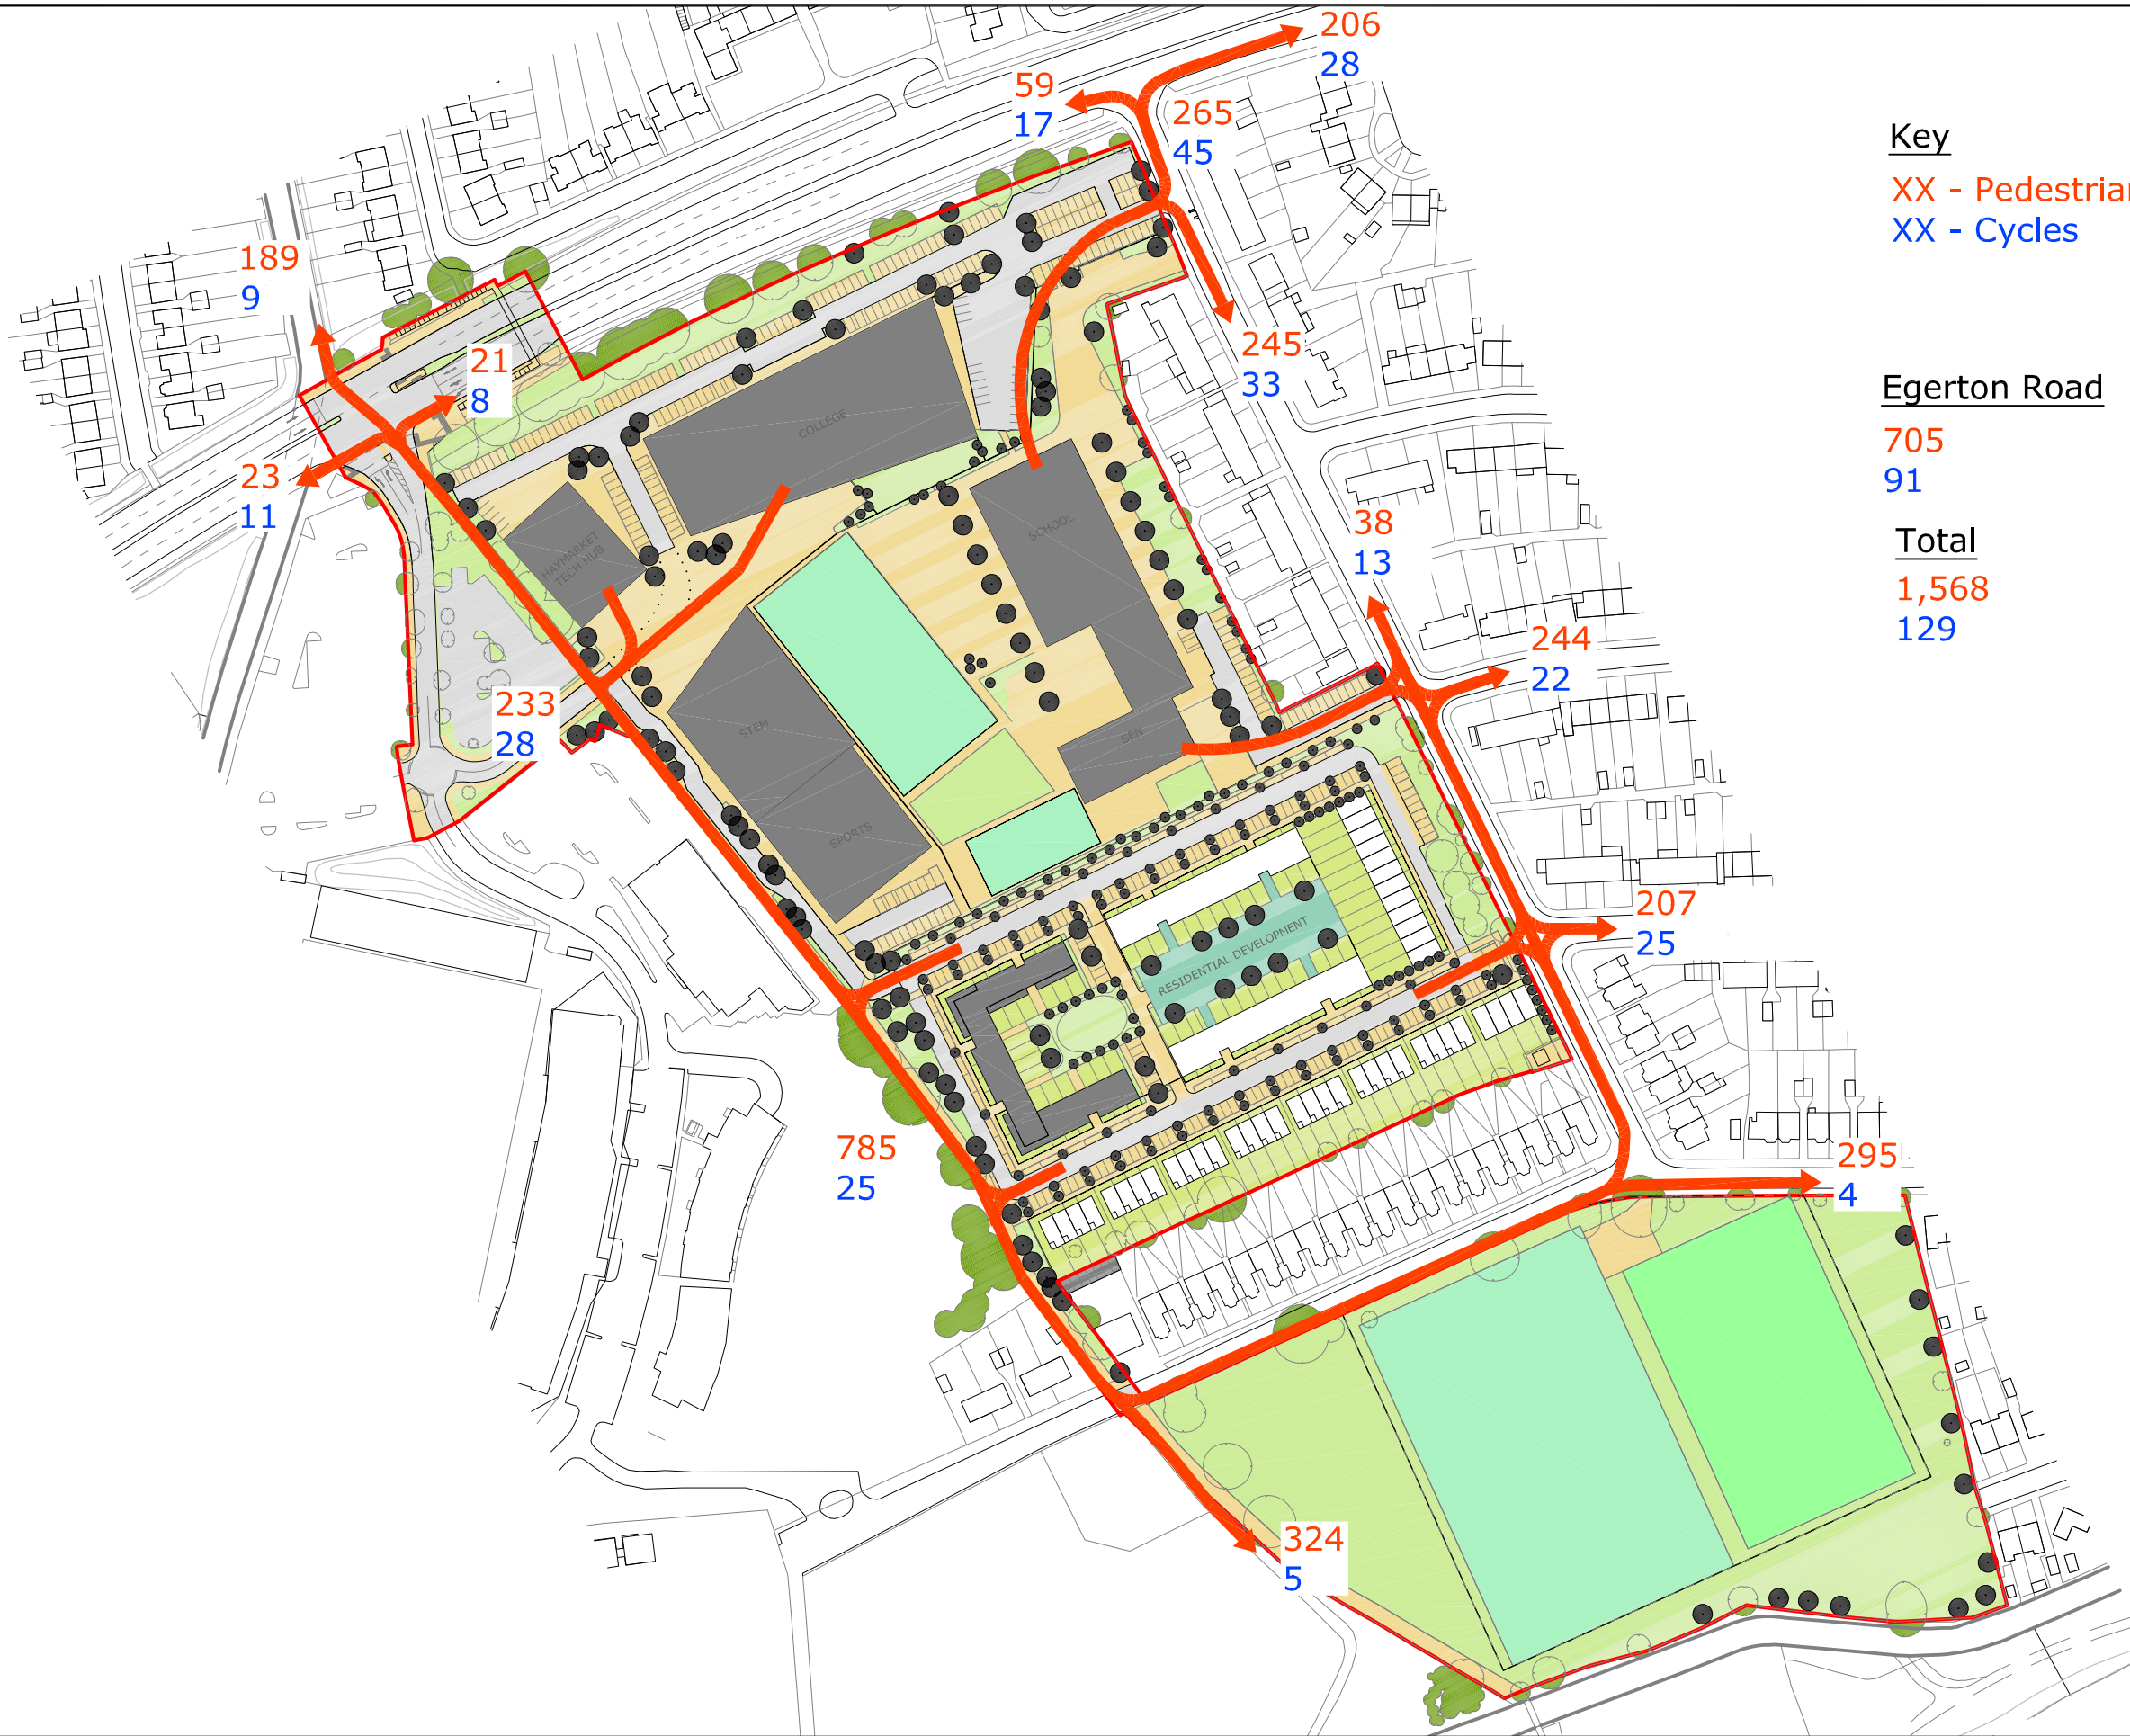 206
28
59
17
265
45
Key
XX - Pedestrian
XX - Cycles
189
9
21
8
245
33
Egerton Road
705
91
COLLEGE
23
11
38
13
SCHOOL
HAYMARKET
TECH HUB
Total
1,568
129
244
22
233
28
STEM
SEN
SPORTS
207
25
RESIDENTIAL DEVELOPMENT
785
25
295
4
324
5